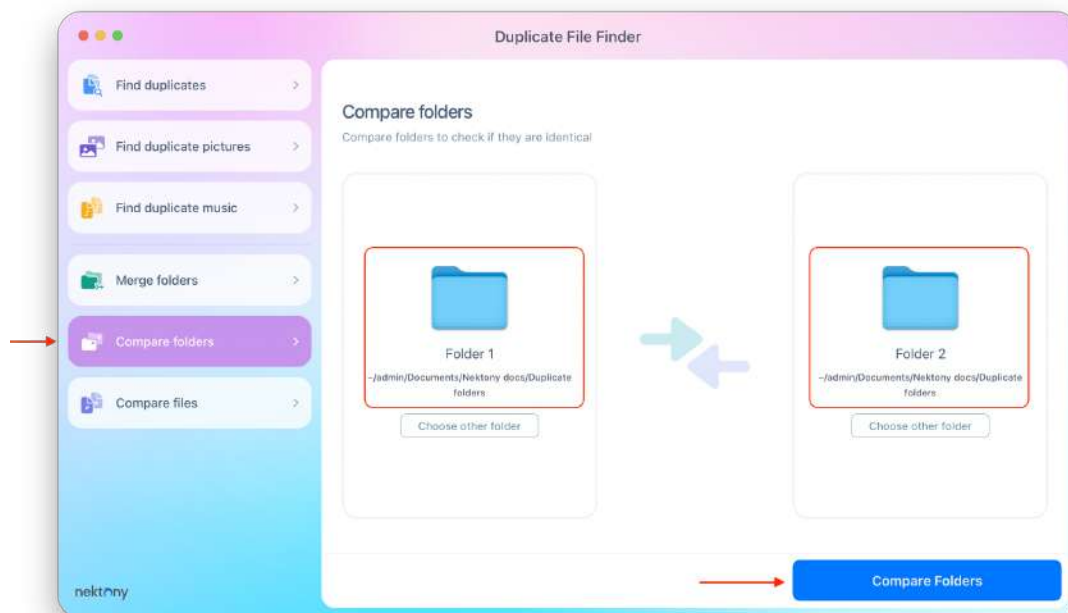 Duplicate File Finder
Find duplicates
Find duplicate pictures
Find duplicate music
Merge folders
Compare folders
Compare files
nektony
Compare folders
Compare folders to check if they are identical
Folder 1
~/admin/Documents/Nektony docs/Duplicate
folders
Choose other folder
Folder 2
~/admin/Documents/Nektony docs/Duplicate
folders
Choose other folder
Compare Folders